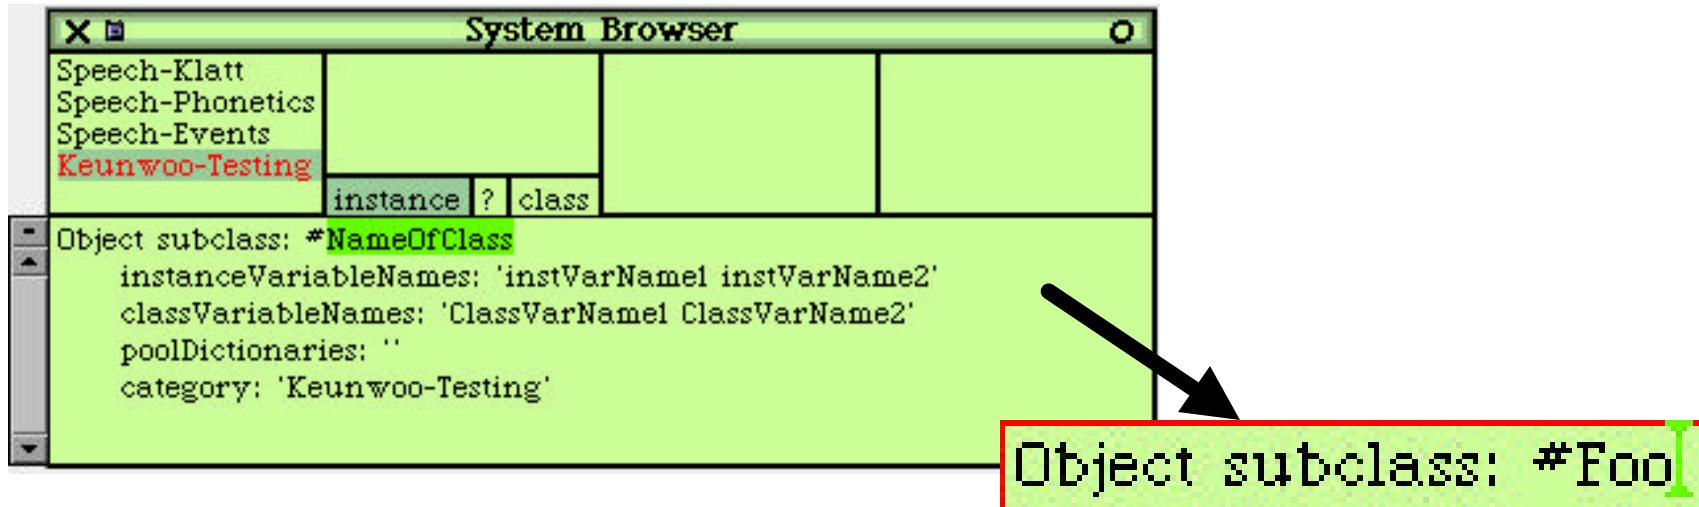 System Browser
Speech-Klatt
Speech-Phonetics
Speech-Events
Keunwoo-Testing
instance ? class
Object subclass: #NameOfClass
instanceVariableNames: 'instVarName1 instVarName2'
classVariableNames: 'ClassVarName1 ClassVarName2'
poolDictionaries: ''
category: 'Keunwoo-Testing'
Object subclass: #Foo